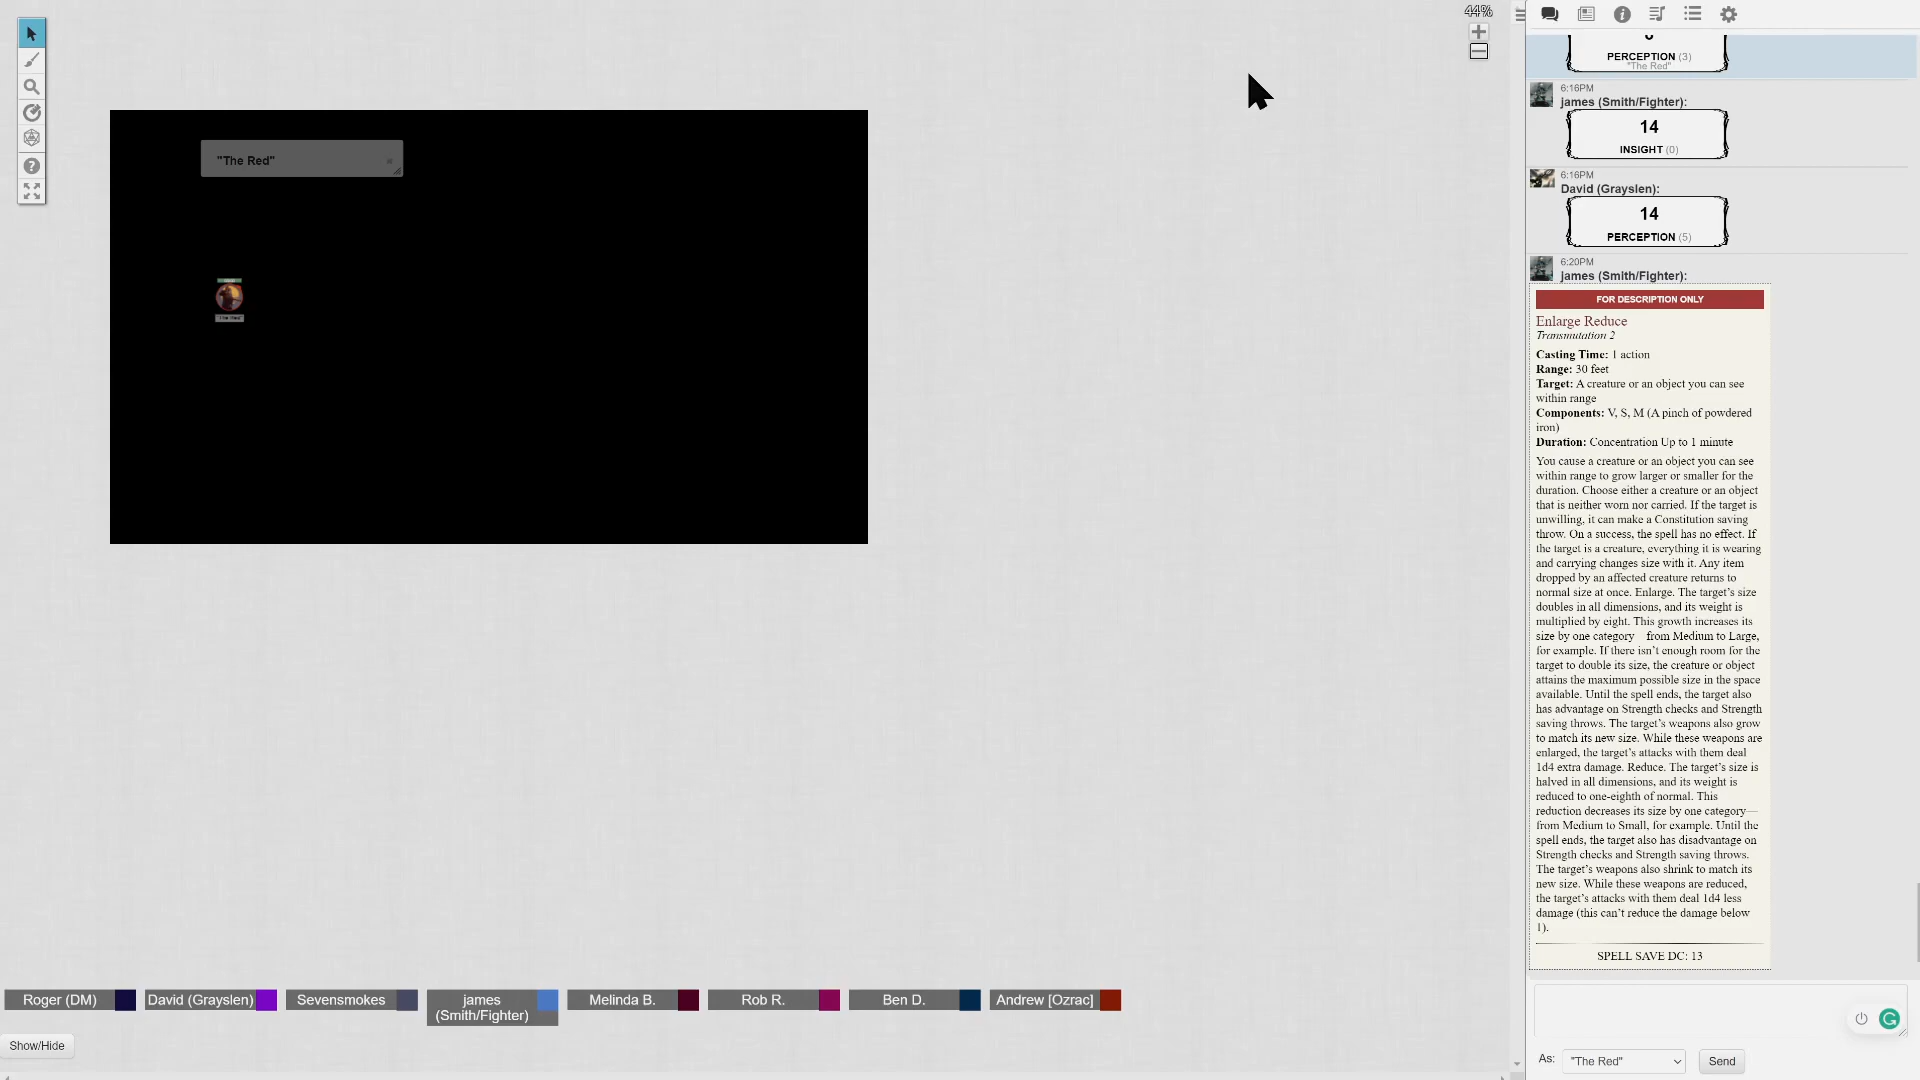 44%
"The Red"
PERCEPTION (3)
"The Red"
6:16PM
james (Smith/Fighter):
14
INSIGHT (0)
6:16PM
David (Grayslen):
14
PERCEPTION (5)
6:20PM
james (Smith/Fighter):
FOR DESCRIPTION ONLY
Enlarge Reduce
Transmutation 2
Casting Time: 1 action
Range: 30 feet
Target: A creature or an object you can see
within range
Components: V, S, M (A pinch of powdered
iron)
Duration: Concentration Up to 1 minute
You cause a creature or an object you can see
within range to grow larger or smaller for the
duration. Choose either a creature or an object
that is neither worn nor carried. If the target is
unwilling, it can make a Constitution saving
throw. On a success, the spell has no effect. If
the target is a creature, everything it is wearing
and carrying changes size with it. Any item
dropped by an affected creature returns to
normal size at once. Enlarge. The target's size
doubles in all dimensions, and its weight is
multiplied by eight. This growth increases its
size by one category from Medium to Large,
for example. If there isn't enough room for the
target to double its size, the creature or object
attains the maximum possible size in the space
available. Until the spell ends, the target also
has advantage on Strength checks and Strength
saving throws. The target's weapons also grow
to match its new size. While these weapons are
enlarged, the target's attacks with them deal
1d4 extra damage. Reduce. The target's size is
halved in all dimensions, and its weight is
reduced to one-eighth of normal. This
reduction decreases its size by one category—
from Medium to Small, for example. Until the
spell ends, the target also has disadvantage on
Strength checks and Strength saving throws.
The target's weapons also shrink to match its
new size. While these weapons are reduced,
the target's attacks with them deal 1d4 less
damage (this can't reduce the damage below
1).
SPELL SAVE DC: 13
Roger (DM)
David (Grayslen)
Sevensmokes
james
(Smith/Fighter)
Melinda B.
Rob R.
Ben D.
Andrew [Ozrac]
Show/Hide
As:
"The Red"
Send